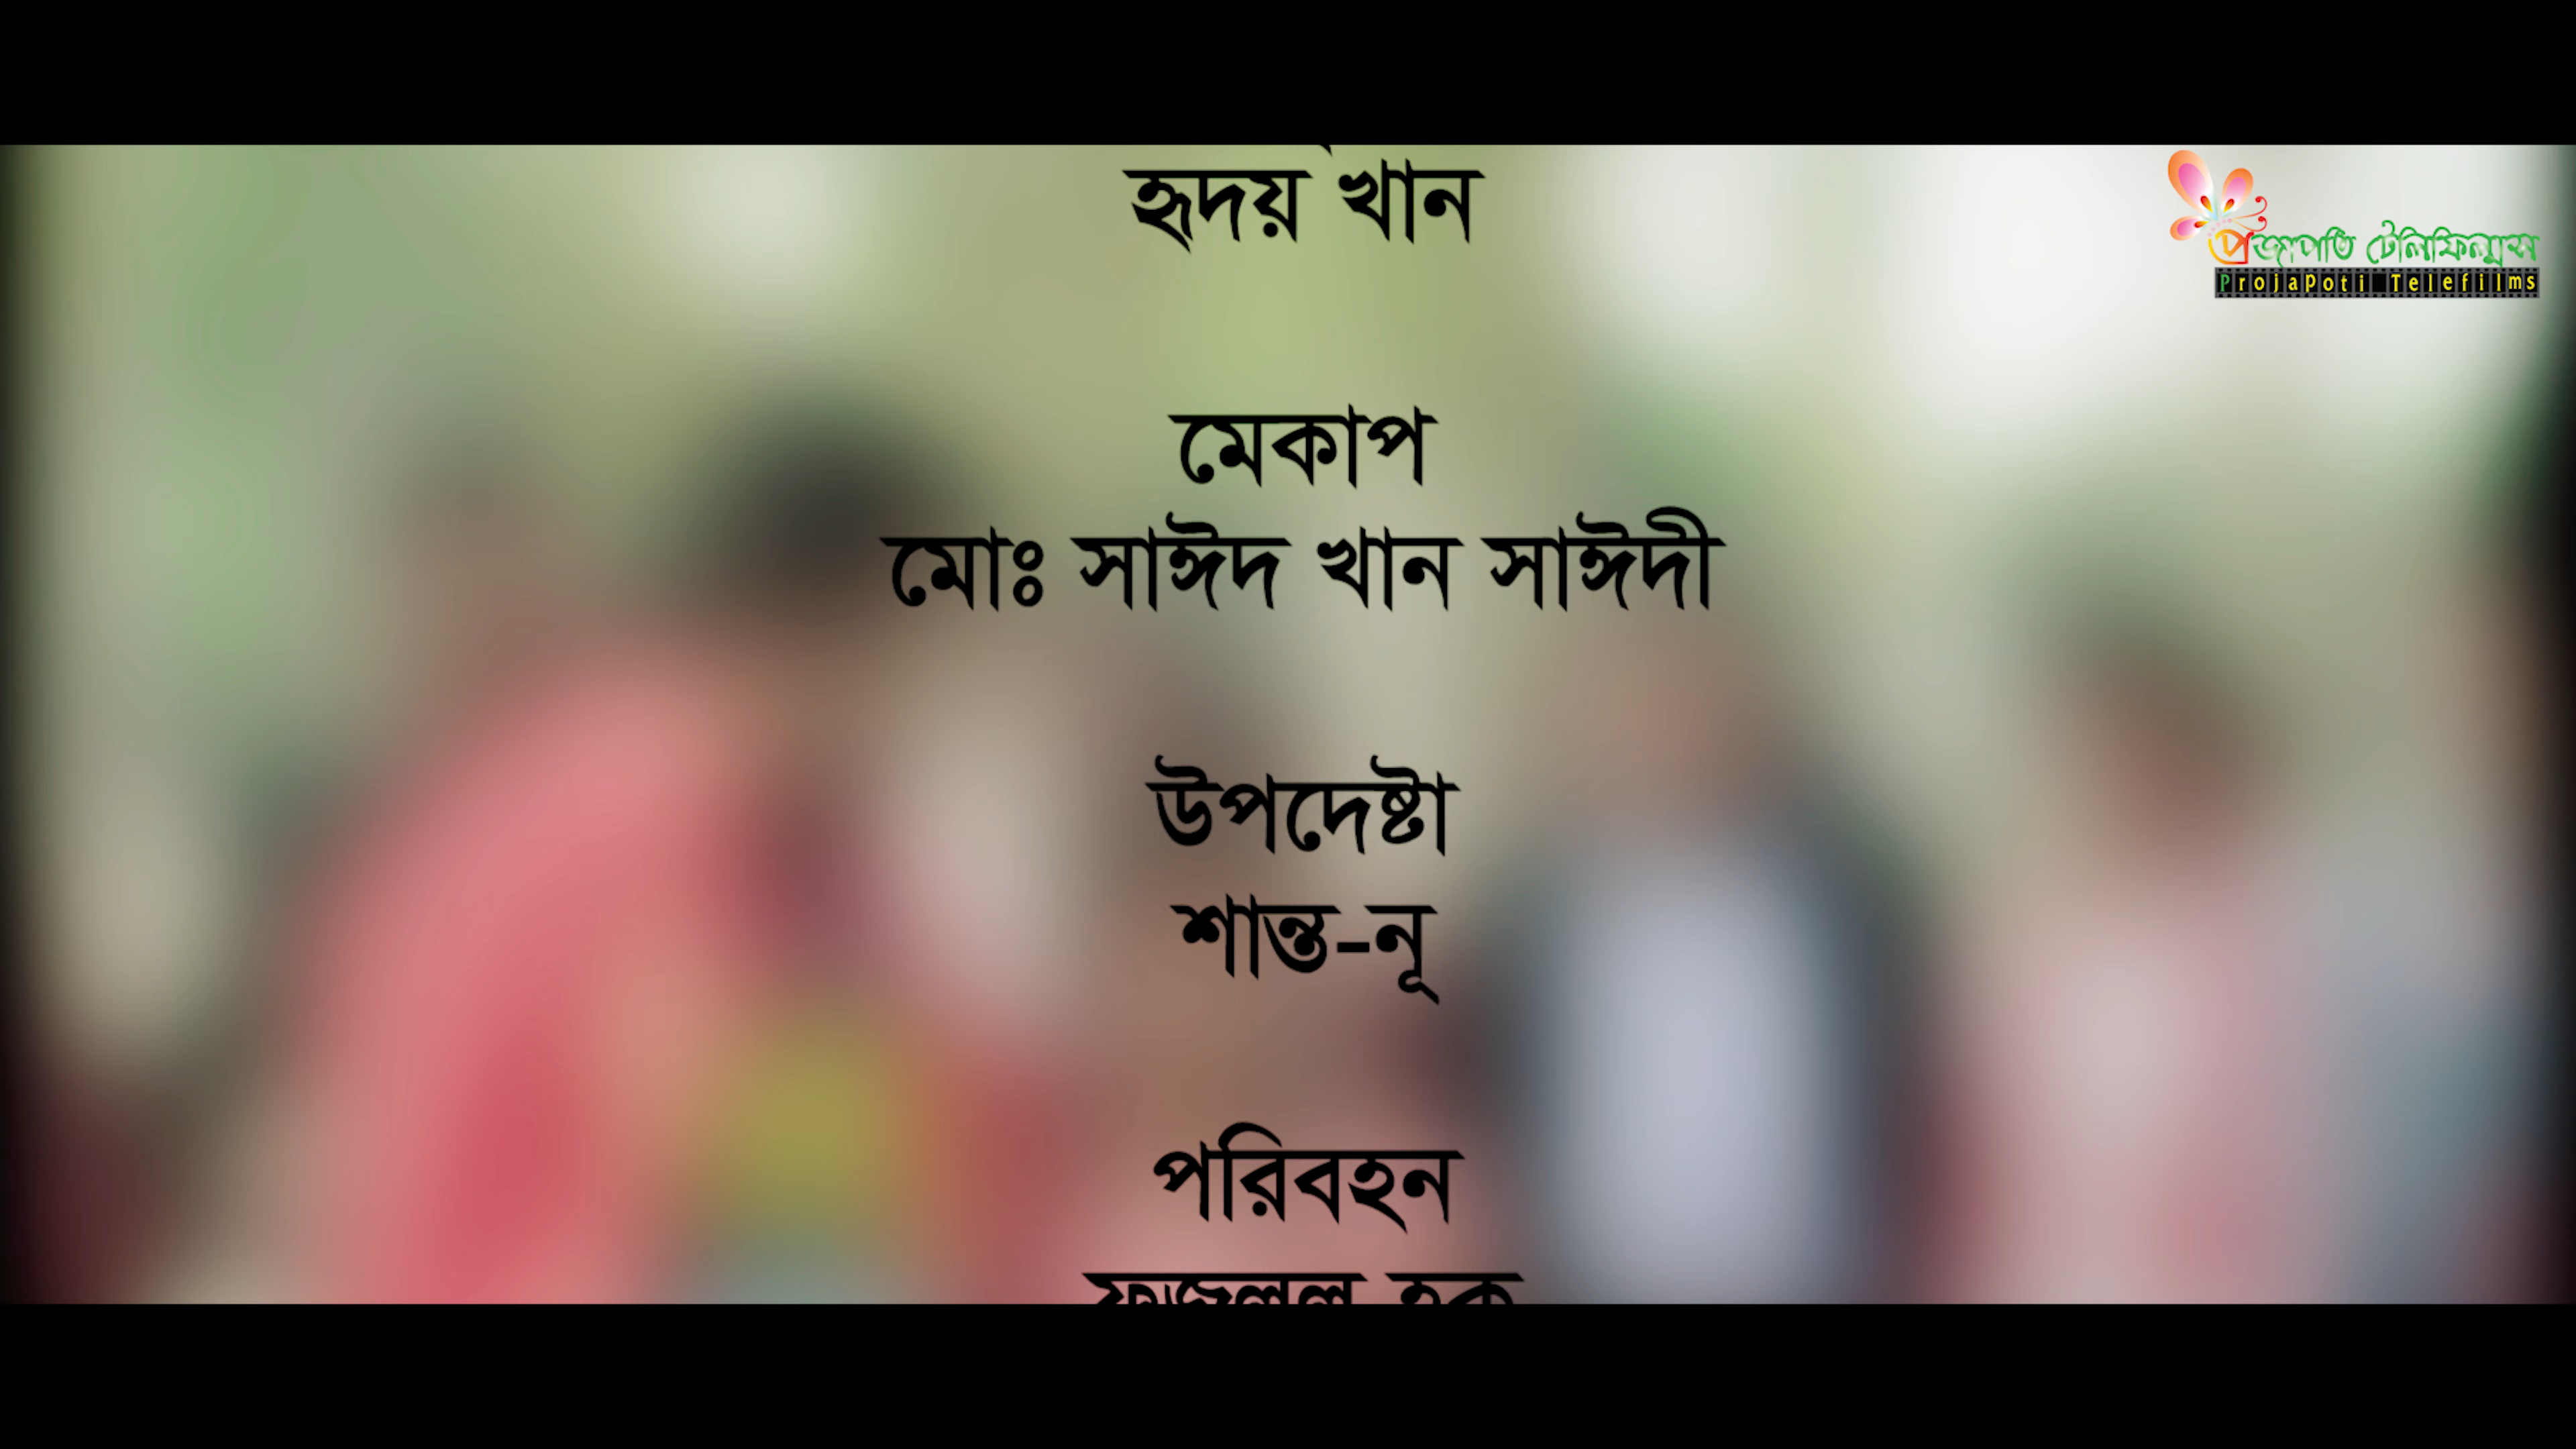 হৃদয় খান
প্রজাপতি টেলিফিল্মস
ProjaPoti Telefilms
মেকাপ
মোঃ সাঈদ খান সাঈদী
উপদেষ্টা
শান্ত-নূ
পরিবহন